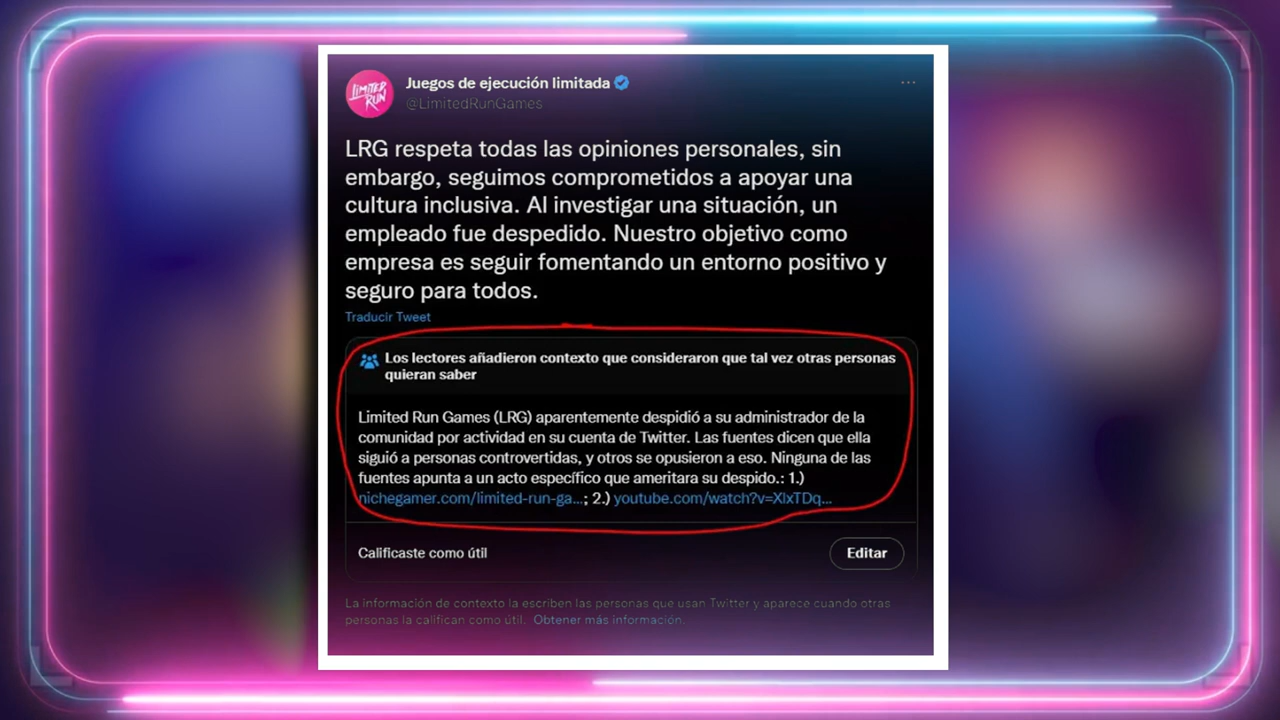 LIMITED RUN
Juegos de ejecución limitada
@LimitedRunGames
LRG respeta todas las opiniones personales, sin
embargo, seguimos comprometidos a apoyar una
cultura inclusiva. Al investigar una situación, un
empleado fue despedido. Nuestro objetivo como
empresa es seguir fomentando un entorno positivo y
seguro para todos.
Traducir Tweet
Los lectores añadieron contexto que consideraron que tal vez otras personas
quieran saber
Limited Run Games (LRG) aparentemente despidió a su administrador de la
comunidad por actividad en su cuenta de Twitter. Las fuentes dicen que ella
siguió a personas controvertidas, y otros se opusieron a eso. Ninguna de las
fuentes apunta a un acto específico que ameritara su despido.: 1.)
nichegamer.com/limited-run-ga...; 2.) youtube.com/watch?v=XlxTDq...
Calificaste como útil
Editar
La información de contexto la escriben las personas que usan Twitter y aparece cuando otras
personas la califican como útil. Obtener más información.